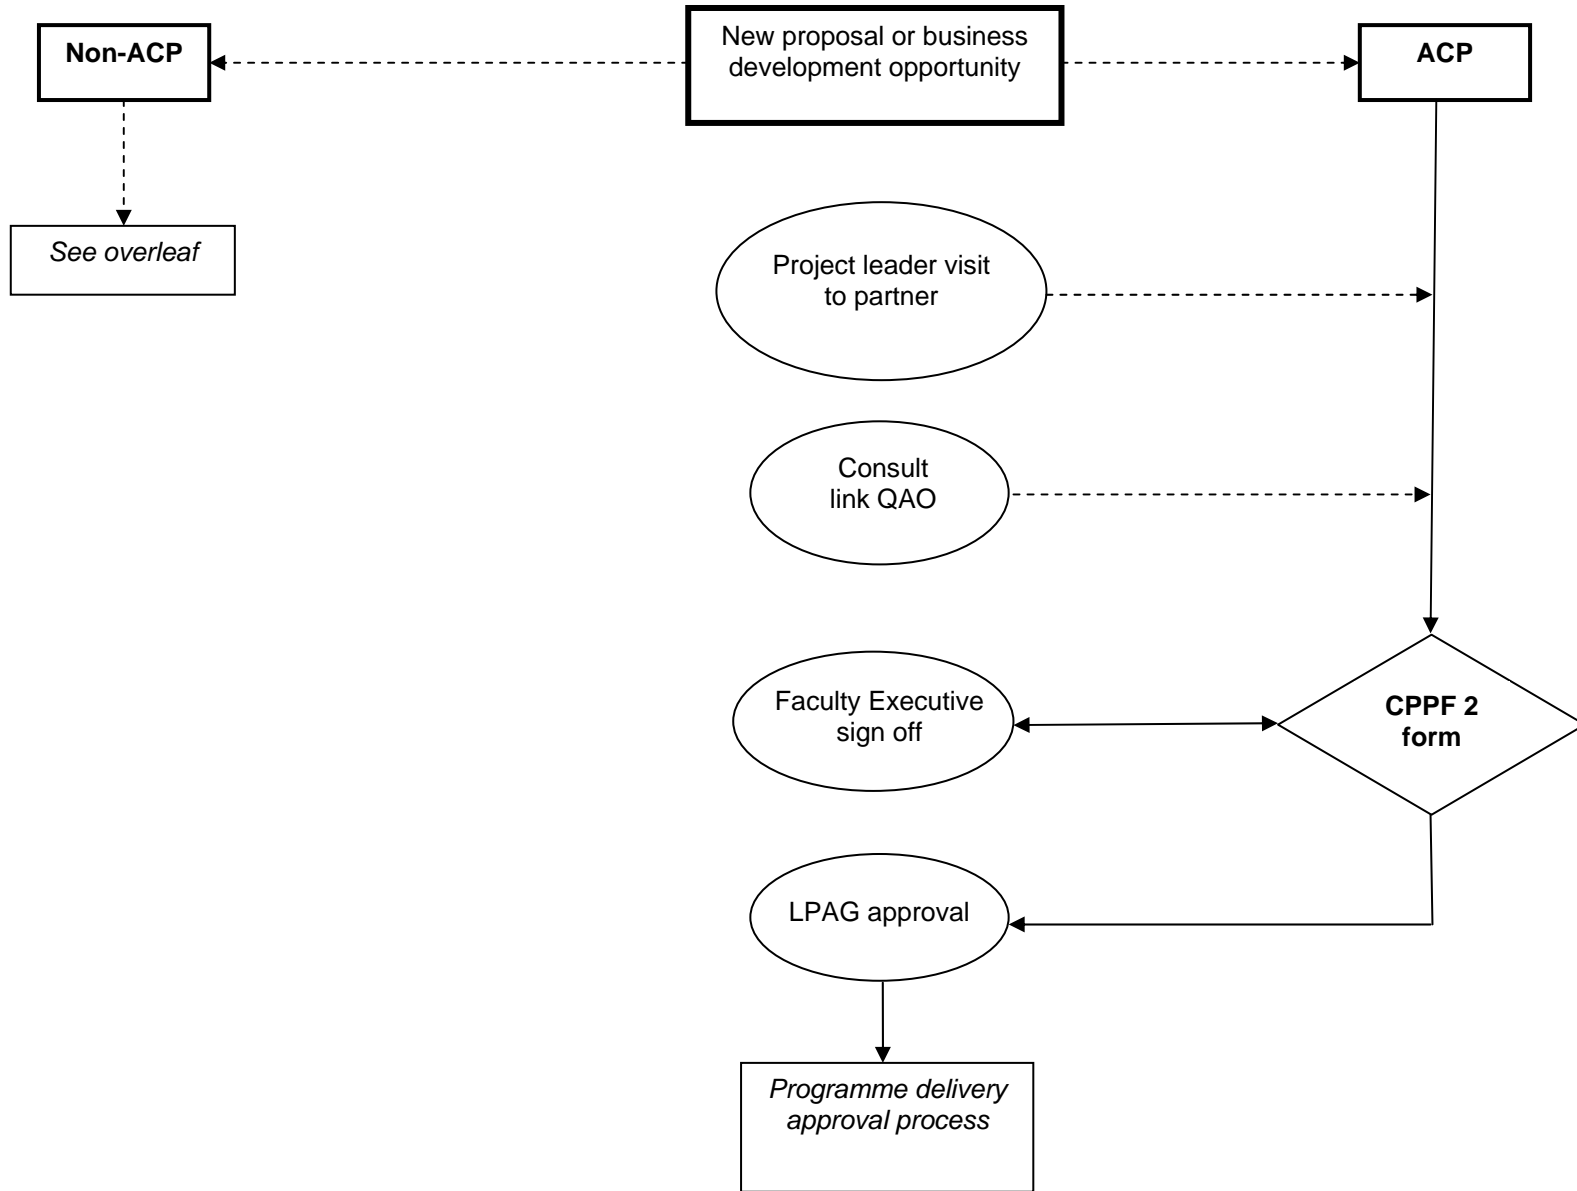 Non-ACP
New proposal or business
development opportunity
ACP
See overleaf
Project leader visit
to partner
Consult
link QAO
Faculty Executive
sign off
CPPF 2
form
LPAG approval
Programme delivery
approval process